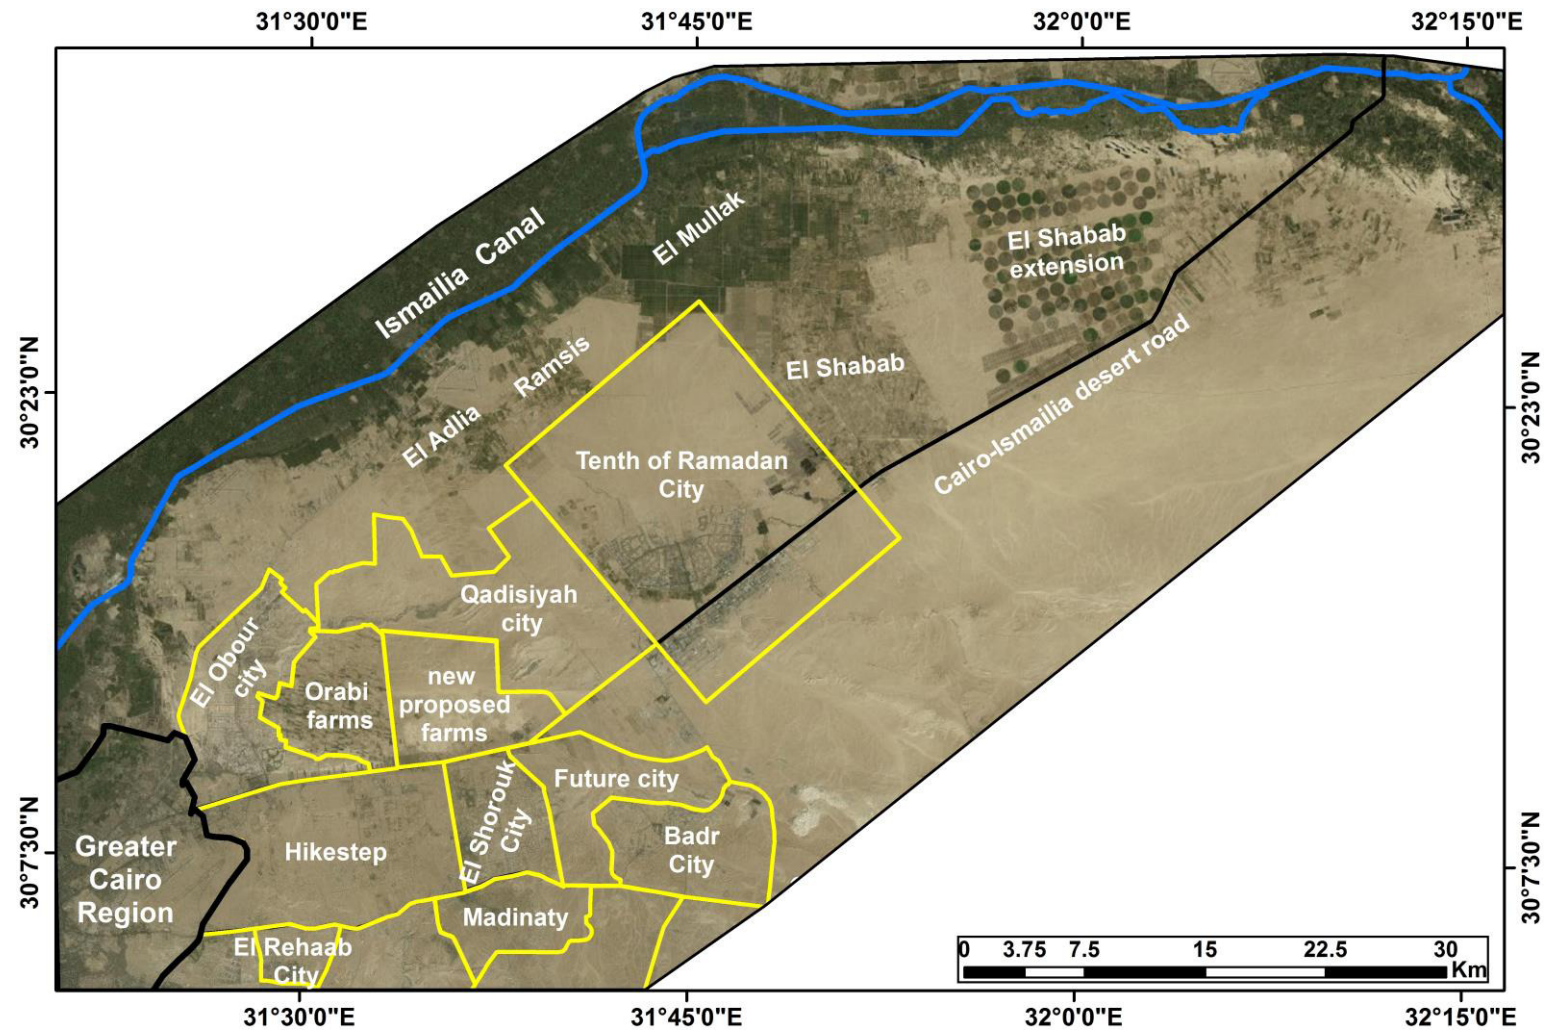 31°30'0"E
31°45'0"E
32°0'0"E
32°15'0"E
Ismailia Canal
El Mullak
El Shabab
extension
30°23'0"N
Ramsis
El Shabab
El Adlia
Cairo-Ismailia desert road
30°23'0"N
Tenth of Ramadan
City
Qadisiyah
city
El Obour
city
Orabi
farms
new
proposed
farms
Future city
El Shorouk
City
Badr
City
Hikestep
Greater
Cairo
Region
30°7'30"N
30°7'30"N
Madinaty
El Rehaab
City
0 3.75 7.5 15 22.5 30
Km
31°30'0"E
31°45'0"E
32°0'0"E
32°15'0"E